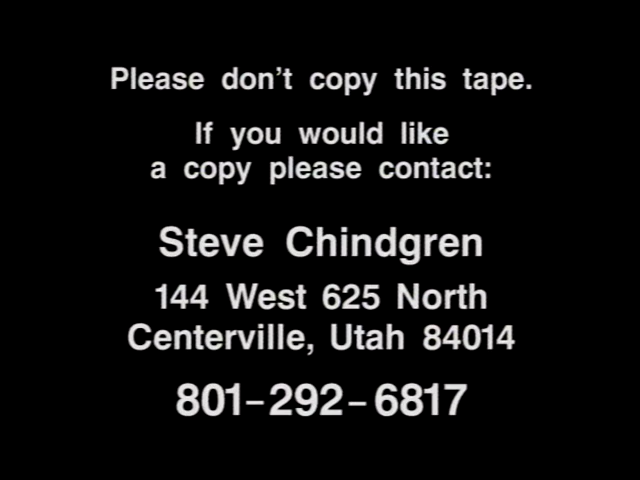 Please don't copy this tape.
If you would like
a copy please contact:
Steve Chindgren
144 West 625 North
Centerville, Utah 84014
801-292-6817